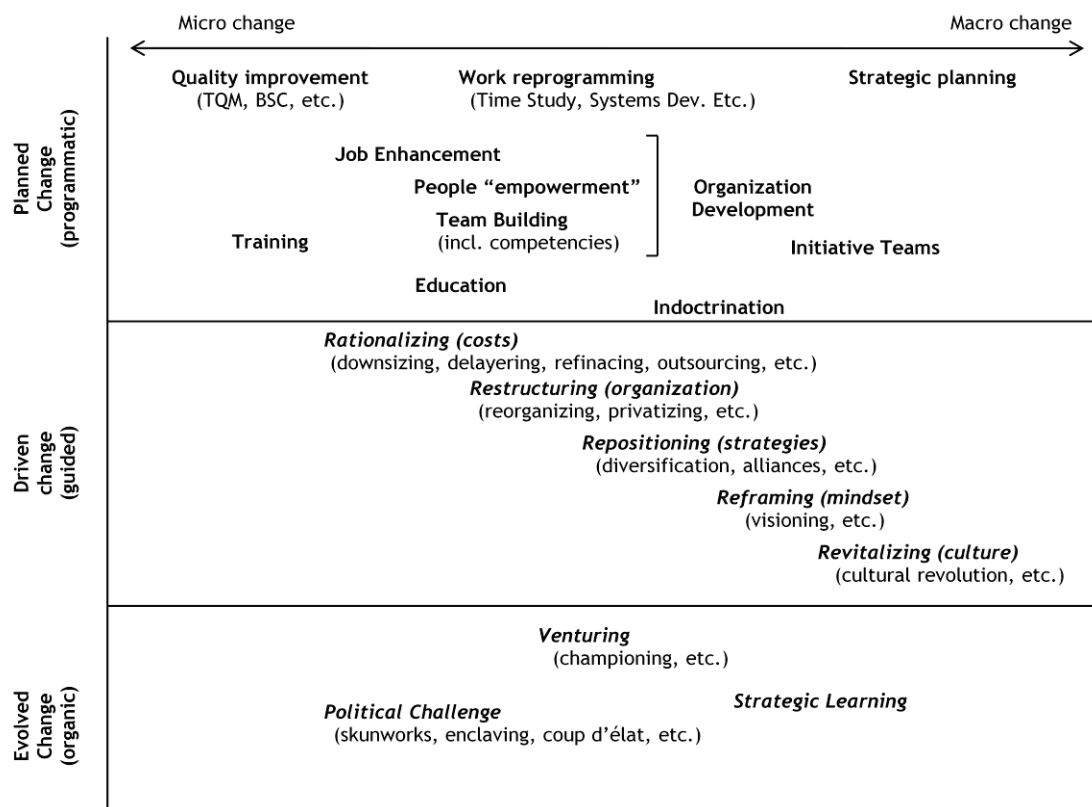 Micro change
Macro change
Quality improvement
(TQM, BSC, etc.)
Work reprogramming
(Time Study, Systems Dev. Etc.)
Strategic planning
Planned
Change
(programmatic)
Job Enhancement
People “empowerment”
Team Building
(incl. competencies)
Organization
Development
Training
Initiative Teams
Education
Indoctrination
Driven
change
(guided)
Rationalizing (costs)
(downsizing, delayering, refinacing, outsourcing, etc.)
Restructuring (organization)
(reorganizing, privatizing, etc.)
Repositioning (strategies)
(diversification, alliances, etc.)
Reframing (mindset)
(visioning, etc.)
Revitalizing (culture)
(cultural revolution, etc.)
Evolved
Change
(organic)
Venturing
(championing, etc.)
Strategic Learning
Political Challenge
(skunworks, enclaving, coup d’élat, etc.)